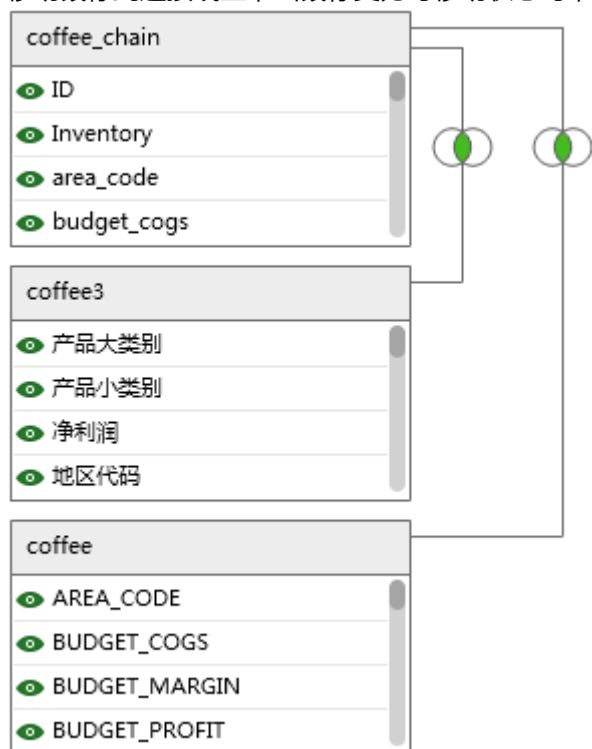 coffee_chain
ID
Inventory
area_code
budget_cogs
coffee3
产品大类别
产品小类别
净利润
地区代码
coffee
AREA_CODE
BUDGET_COGS
BUDGET_MARGIN
BUDGET_PROFIT